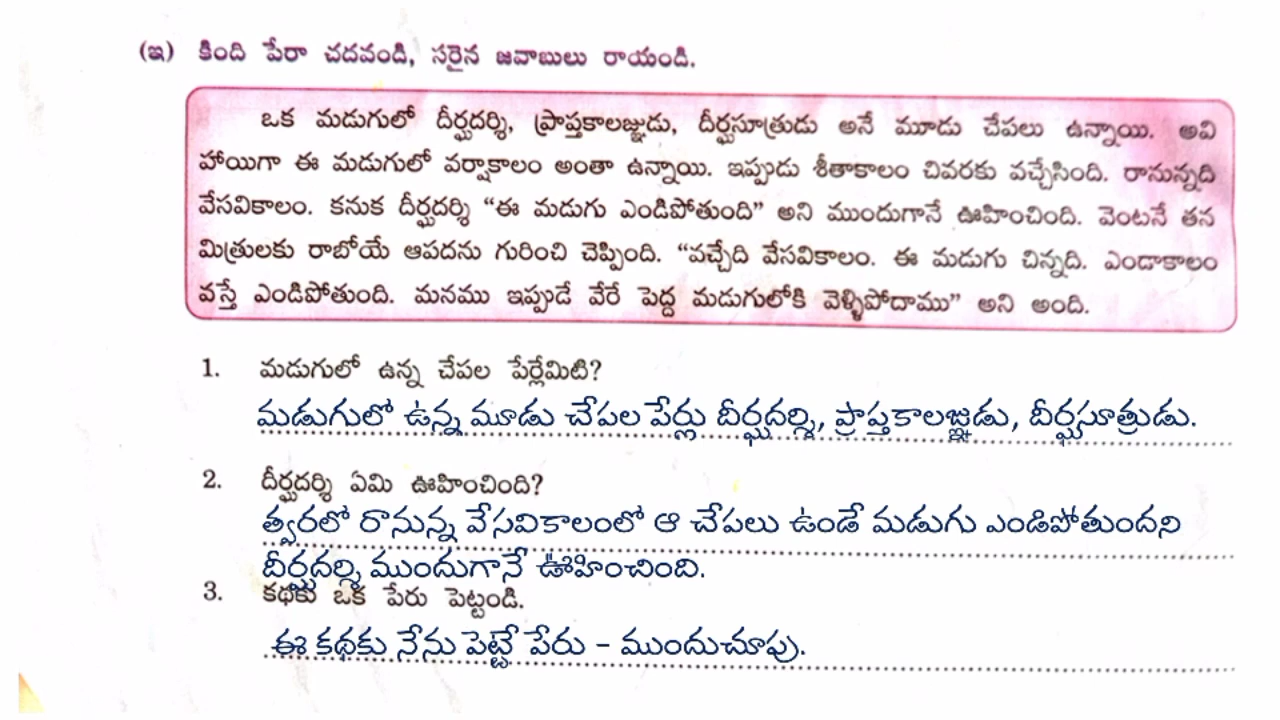 (ఇ) కింది పేరా చదవండి, సరైన జవాబులు రాయండి.
ఒక మడుగులో దీర్ఘదర్శి, ప్రాప్తకాలజ్ఞుడు, దీర్ఘసూత్రుడు అనే మూడు చేపలు ఉన్నాయి. అవి
హాయిగా ఈ మడుగులో వర్షాకాలం అంతా ఉన్నాయి. ఇప్పుడు శీతాకాలం చివరకు వచ్చేసింది. రానున్నది
వేసవికాలం. కనుక దీర్ఘదర్శి “ఈ మడుగు ఎండిపోతుంది” అని ముందుగానే ఊహించింది. వెంటనే తన
మిత్రులకు రాబోయే ఆపదను గురించి చెప్పింది. “వచ్చేది వేసవికాలం. ఈ మడుగు చిన్నది. ఎండాకాలం
వస్తే ఎండిపోతుంది. మనము ఇప్పుడే వేరే పెద్ద మడుగులోకి వెళ్ళిపోదాము” అని అంది.
1. మడుగులో ఉన్న చేపల పేర్లేమిటి?
మడుగులో ఉన్న మూడు చేపల పేర్లు దీర్ఘదర్శి, ప్రాప్తకాలజ్ఞుడు, దీర్ఘసూత్రుడు.
2. దీర్ఘదర్శి ఏమి ఊహించింది?
త్వరలో రానున్న వేసవికాలంలో ఆ చేపలు ఉండే మడుగు ఎండిపోతుందని
దీర్ఘదర్శి ముందుగానే ఊహించింది.
3. కథకు ఒక పేరు పెట్టండి.
ఈ కథకు నేను పెట్టే పేరు - ముందుచూపు.